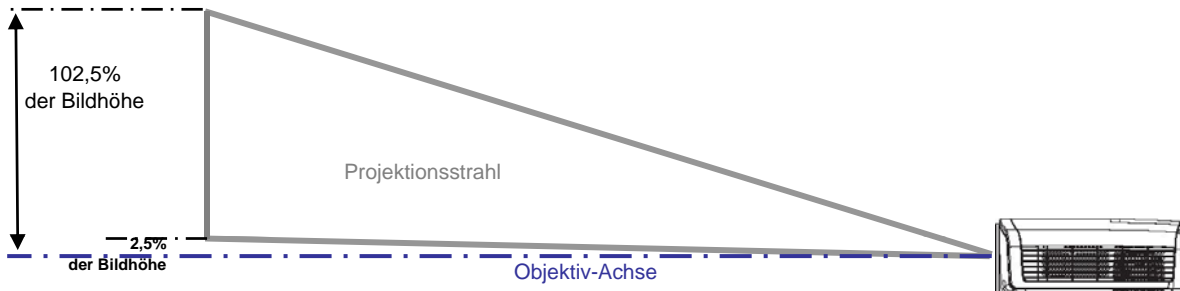 102,5%
der Bildhöhe
Projektionsstrahl
2,5%
der Bildhöhe
Objektiv-Achse